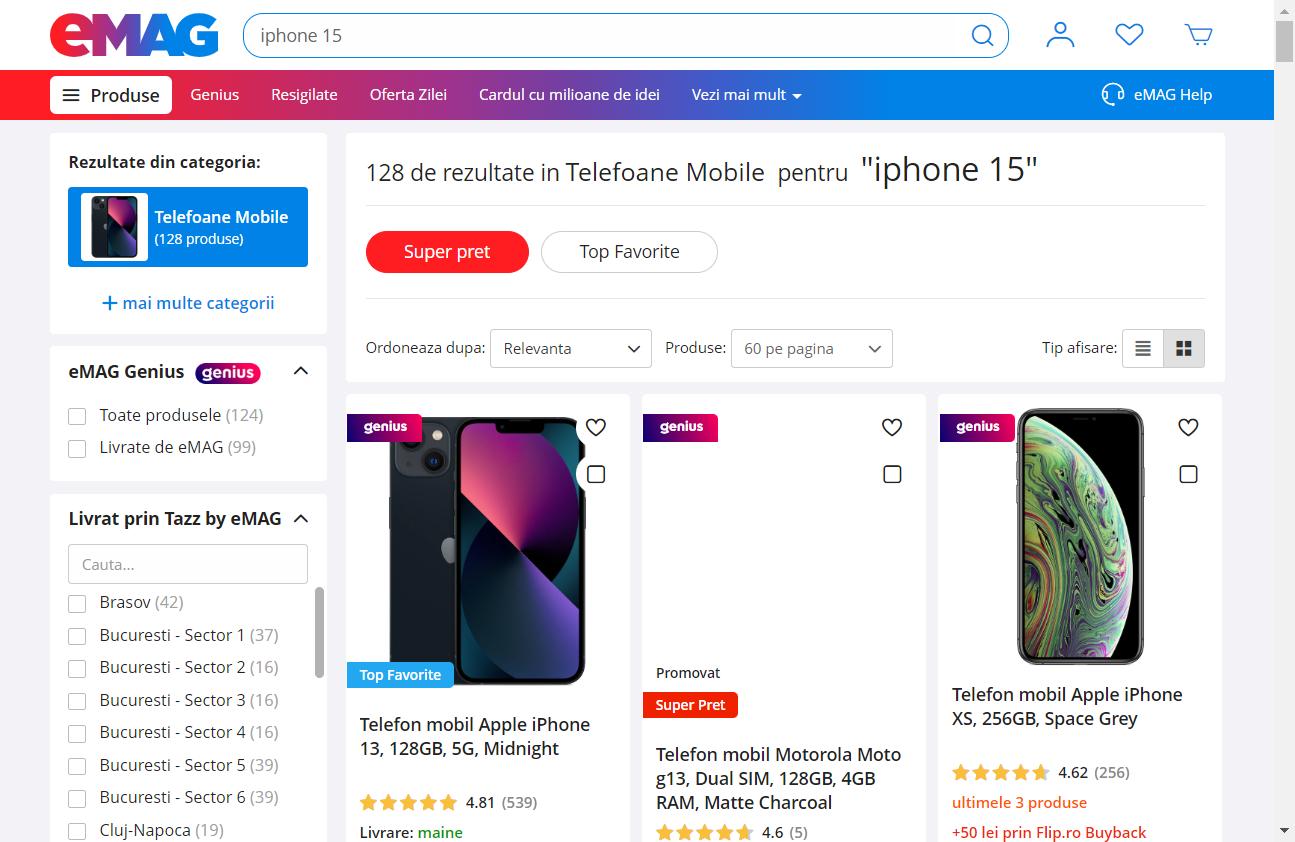 eMAG
iphone 15
Produse
Genius
Resigilate
Oferta Zilei
Cardul cu milioane de idei
Vezi mai mult
eMAG Help
Rezultate din categoria:
Telefoane Mobile
(128 produse)
+ mai multe categorii
eMAG Genius genius
Toate produsele (124)
Livrate de eMAG (99)
Livrat prin Tazz by eMAG
Cauta...
Brasov (42)
Bucuresti - Sector 1 (37)
Bucuresti - Sector 2 (16)
Bucuresti - Sector 3 (16)
Bucuresti - Sector 4 (16)
Bucuresti - Sector 5 (39)
Bucuresti - Sector 6 (39)
Cluj-Napoca (19)
128 de rezultate in Telefoane Mobile pentru "iphone 15"
Super pret
Top Favorite
Ordoneaza dupa: Relevanta
Produse: 60 pe pagina
Tip afisare:
genius
Top Favorite
Telefon mobil Apple iPhone
13, 128GB, 5G, Midnight
4.81 (539)
Livrare: maine
genius
Promovat
Super Pret
Telefon mobil Motorola Moto
g13, Dual SIM, 128GB, 4GB
RAM, Matte Charcoal
4.6 (5)
genius
Telefon mobil Apple iPhone
XS, 256GB, Space Grey
4.62 (256)
ultimele 3 produse
+50 lei prin Flip.ro Buyback